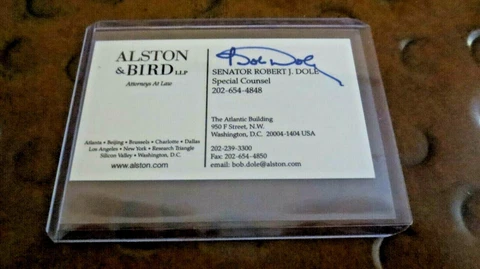 ALSTON
& BIRD LLP
Attorneys At Law
Atlanta • Beijing • Brussels • Charlotte • Dallas
Los Angeles • New York • Research Triangle
Silicon Valley • Washington, D.C.
www.alston.com
Bob Dole
SENATOR ROBERT J. DOLE
Special Counsel
202-654-4848
The Atlantic Building
950 F Street, N.W.
Washington, D.C. 20004-1404 USA
202-239-3300
Fax: 202-654-4850
email: bob.dole@alston.com